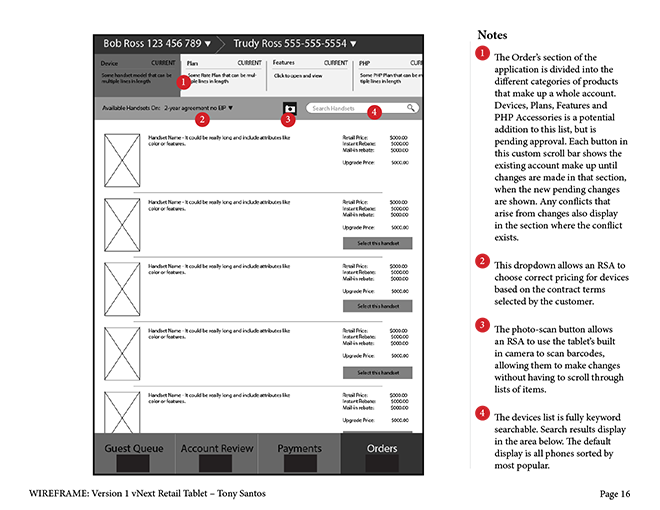 Bob Ross 123 456 789 ▼ Trudy Ross 555-555-5554 ▼
Device CURRENT Plan CURRENT Features CURRENT PHP CURR
Some handset model that can be multiple lines in length
Some Rate Plan that can be mul-
tiple lines in length
Click to open and view
Some PHP Plan that can be m
tiple lines in length
1
Available Handsets On: 2-year agreement no EIP ▼
Search Handsets
2
3
4
Handset Name - It could be really long and include attributes like
color or features.
Retail Price: $000.00
Instant Rebate: $000.00
Mail-in rebate: $000.00
Upgrade Price: $000.00
Handset Name - It could be really long and include attributes like
color or features.
Retail Price: $000.00
Instant Rebate: $000.00
Mail-in rebate: $000.00
Upgrade Price: $000.00
Select this handset
Handset Name - It could be really long and include attributes like
color or features.
Retail Price: $000.00
Instant Rebate: $000.00
Mail-in rebate: $000.00
Upgrade Price: $000.00
Select this handset
Handset Name - It could be really long and include attributes like
color or features.
Retail Price: $000.00
Instant Rebate: $000.00
Mail-in rebate: $000.00
Upgrade Price: $000.00
Select this handset
Handset Name - It could be really long and include attributes like
color or features.
Retail Price: $000.00
Instant Rebate: $000.00
Mail-in rebate: $000.00
Upgrade Price: $000.00
Guest Queue Account Review Payments Orders
Notes
1
The Order's section of the
application is divided into the
different categories of products
that make up a whole account.
Devices, Plans, Features and
PHP Accessories is a potential
addition to this list, but is
pending approval. Each button in
this custom scroll bar shows the
existing account make up until
changes are made in that section,
when the new pending changes
are shown. Any conflicts that
arise from changes also display
in the section where the conflict
exists.
2
This dropdown allows an RSA to
choose correct pricing for devices
based on the contract terms
selected by the customer.
3
The photo-scan button allows
an RSA to use the tablet's built
in camera to scan barcodes,
allowing them to make changes
without having to scroll through
lists of items.
4
The devices list is fully keyword
searchable. Search results display
in the area below. The default
display is all phones sorted by
most popular.
WIREFRAME: Version 1 vNext Retail Tablet – Tony Santos
Page 16